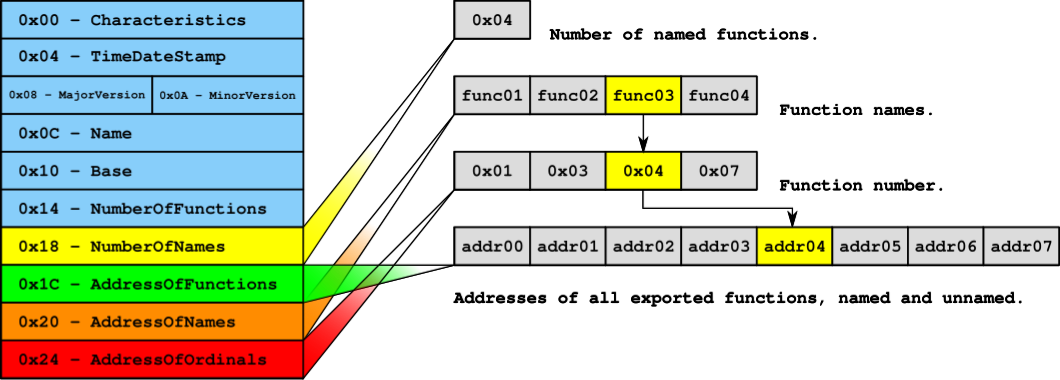 0x00 – Characteristics
0x04 – TimeDateStamp
0x08 – MajorVersion 0x0A – MinorVersion
0x0C – Name
0x10 – Base
0x14 – NumberOfFunctions
0x18 – NumberOfNames
0x1C – AddressOfFunctions
0x20 – AddressOfNames
0x24 – AddressOfOrdinals
0x04
Number of named functions.
func01 func02 func03 func04
Function names.
0x01 0x03 0x04 0x07
Function number.
addr00 addr01 addr02 addr03 addr04 addr05 addr06 addr07
Addresses of all exported functions, named and unnamed.